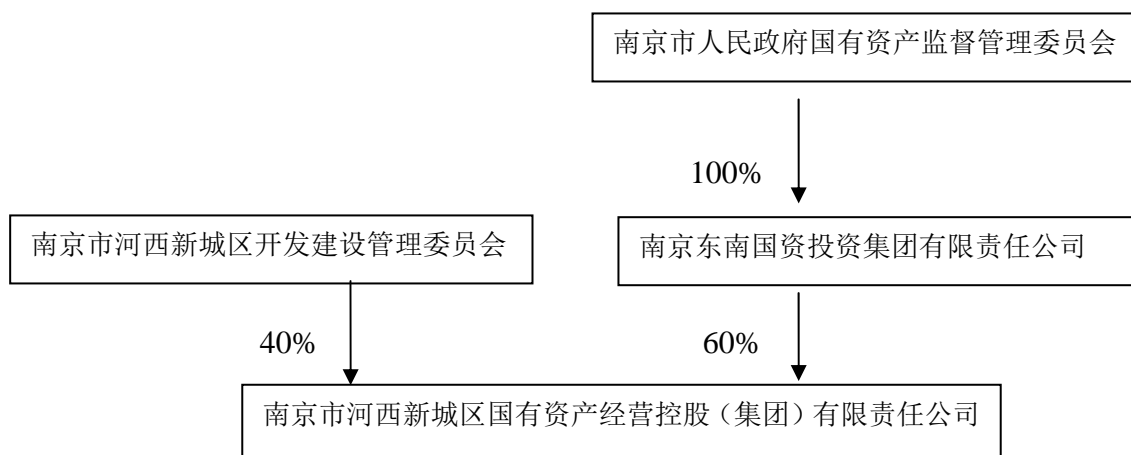 南京市人民政府国有资产监督管理委员会
100%
南京市河西新城区开发建设管理委员会
南京东南国资投资集团有限责任公司
40%
60%
南京市河西新城区国有资产经营控股（集团）有限责任公司